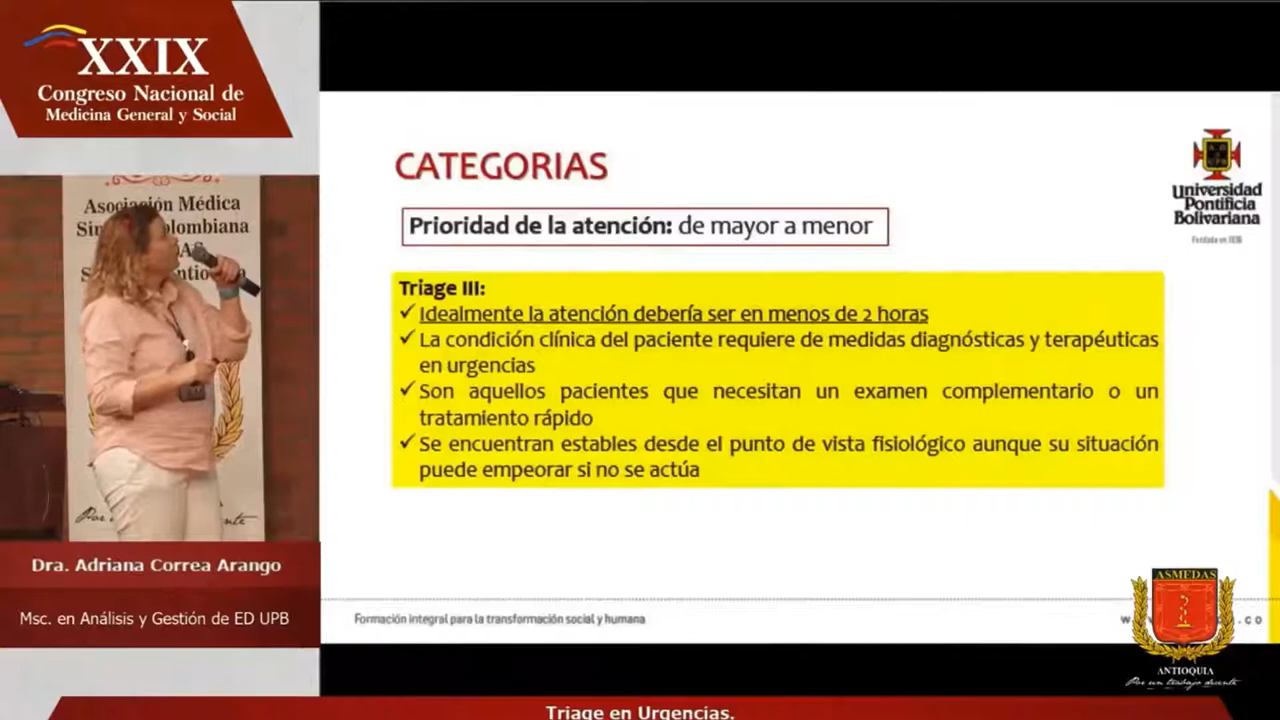 XXIX
Congreso Nacional de
Medicina General y Social
Asociación Médica
Dra. Adriana Correa Arango
Msc. en Análisis y Gestión de ED UPB
CATEGORIAS
Prioridad de la atención: de mayor a menor
Triage III:
✓ Idealmente la atención debería ser en menos de 2 horas
✓ La condición clínica del paciente requiere de medidas diagnósticas y terapéuticas
en urgencias
✓ Son aquellos pacientes que necesitan un examen complementario o un
tratamiento rápido
✓ Se encuentran estables desde el punto de vista fisiológico aunque su situación
puede empeorar si no se actúa
Universidad
Pontificia
Bolivariana
Formación integral para la transformación social y humana
ASMEDAS
ANTIOQUIA
Por un trabajo decente
Triage en Urgencias.